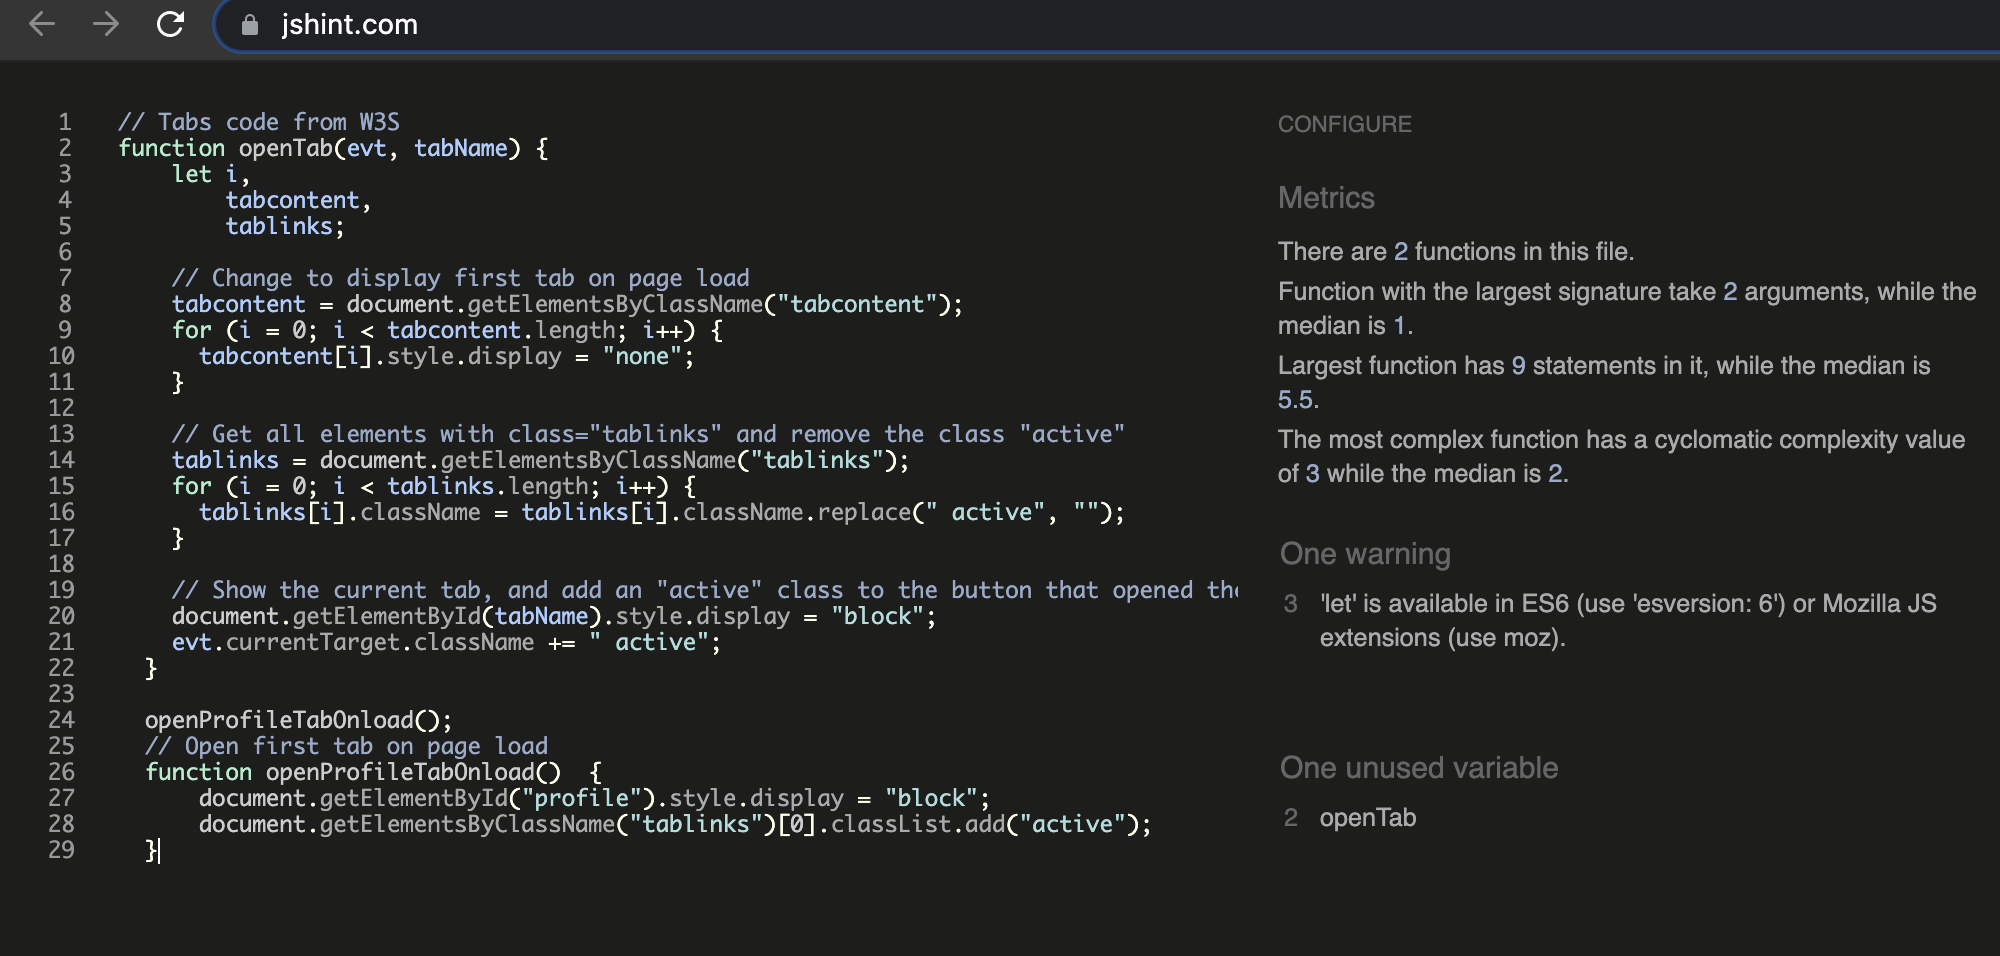 jshint.com
1 // Tabs code from W3S
2 function openTab(evt, tabName) {
3 let i,
4 tabcontent,
5 tablinks;
6
7 // Change to display first tab on page load
8 tabcontent = document.getElementsByClassName("tabcontent");
9 for (i = 0; i < tabcontent.length; i++) {
10 tabcontent[i].style.display = "none";
11 }
12
13 // Get all elements with class="tablinks" and remove the class "active"
14 tablinks = document.getElementsByClassName("tablinks");
15 for (i = 0; i < tablinks.length; i++) {
16 tablinks[i].className = tablinks[i].className.replace(" active", "");
17 }
18
19 // Show the current tab, and add an "active" class to the button that opened the
20 document.getElementById(tabName).style.display = "block";
21 evt.currentTarget.className += " active";
22 }
23
24 openProfileTabOnload();
25 // Open first tab on page load
26 function openProfileTabOnload() {
27 document.getElementById("profile").style.display = "block";
28 document.getElementsByClassName("tablinks")[0].classList.add("active");
29 }
CONFIGURE
Metrics
There are 2 functions in this file.
Function with the largest signature take 2 arguments, while the
median is 1.
Largest function has 9 statements in it, while the median is
5.5.
The most complex function has a cyclomatic complexity value
of 3 while the median is 2.
One warning
3 'let' is available in ES6 (use 'esversion: 6') or Mozilla JS
extensions (use moz).
One unused variable
2 openTab